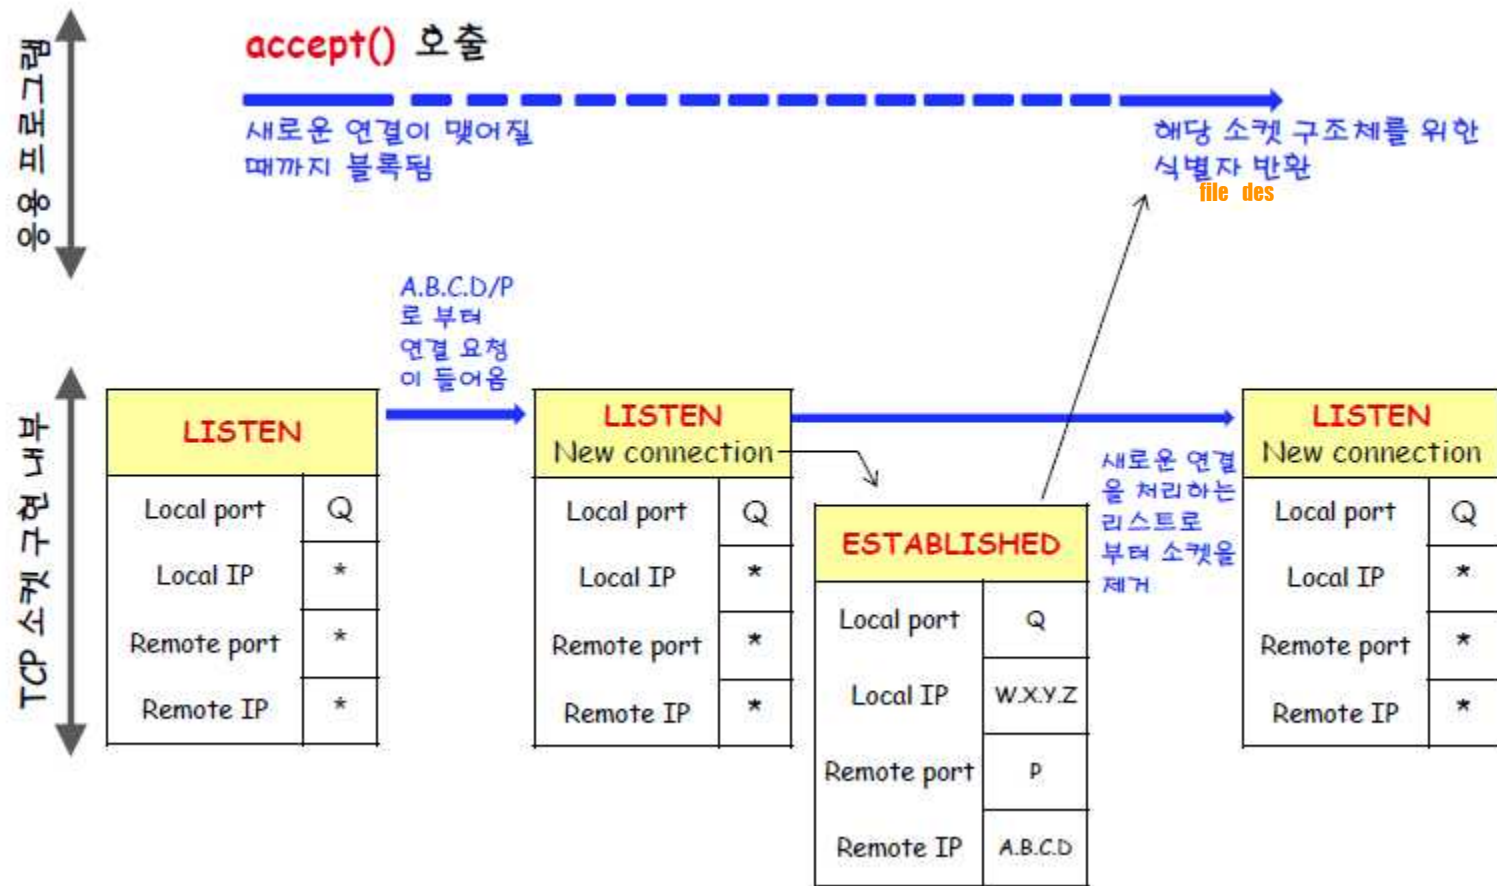 응용 프로그램
accept() 호출
새로운 연결이 맺어질
때까지 블록됨
해당 소켓 구조체를 위한
식별자 반환
file des
TCP 소켓 구현 내부
A.B.C.D/P
로 부터
연결 요청
이 들어옴
LISTEN
Local port Q
Local IP *
Remote port *
Remote IP *
LISTEN
New connection
Local port Q
Local IP *
Remote port *
Remote IP *
ESTABLISHED
Local port Q
Local IP W.X.Y.Z
Remote port P
Remote IP A.B.C.D
새로운 연결
을 처리하는
리스트로
부터 소켓을
제거
LISTEN
New connection
Local port Q
Local IP *
Remote port *
Remote IP *